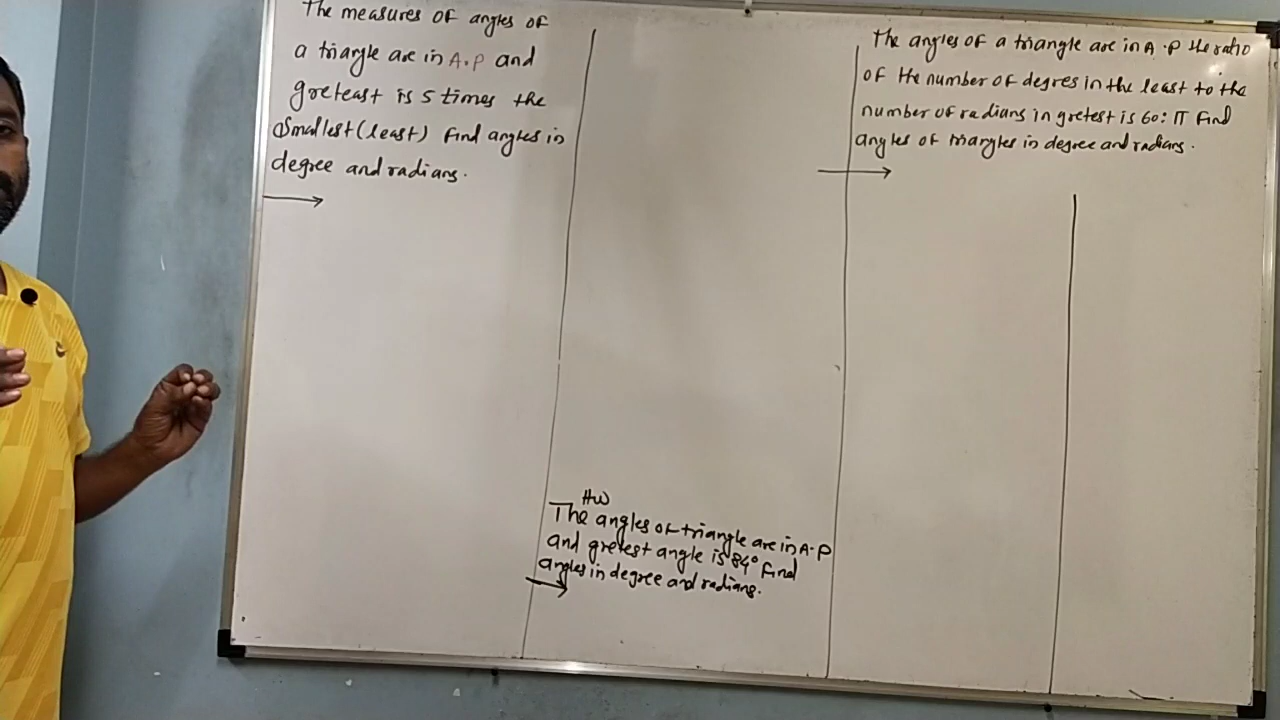 The measures of angles of
a triangle are in A.P and
greteast is 5 times the
Smallest (least) find angles in
degree and radians.
HW
The angles of triangle are in A.P
and gretest angle is 84° find
angles in degree and radians.
The angles of a triangle are in A.P the ratio
of the number of degres in the least to the
number of radians in gretest is 60: π find
angles of triangles in degree and radians.